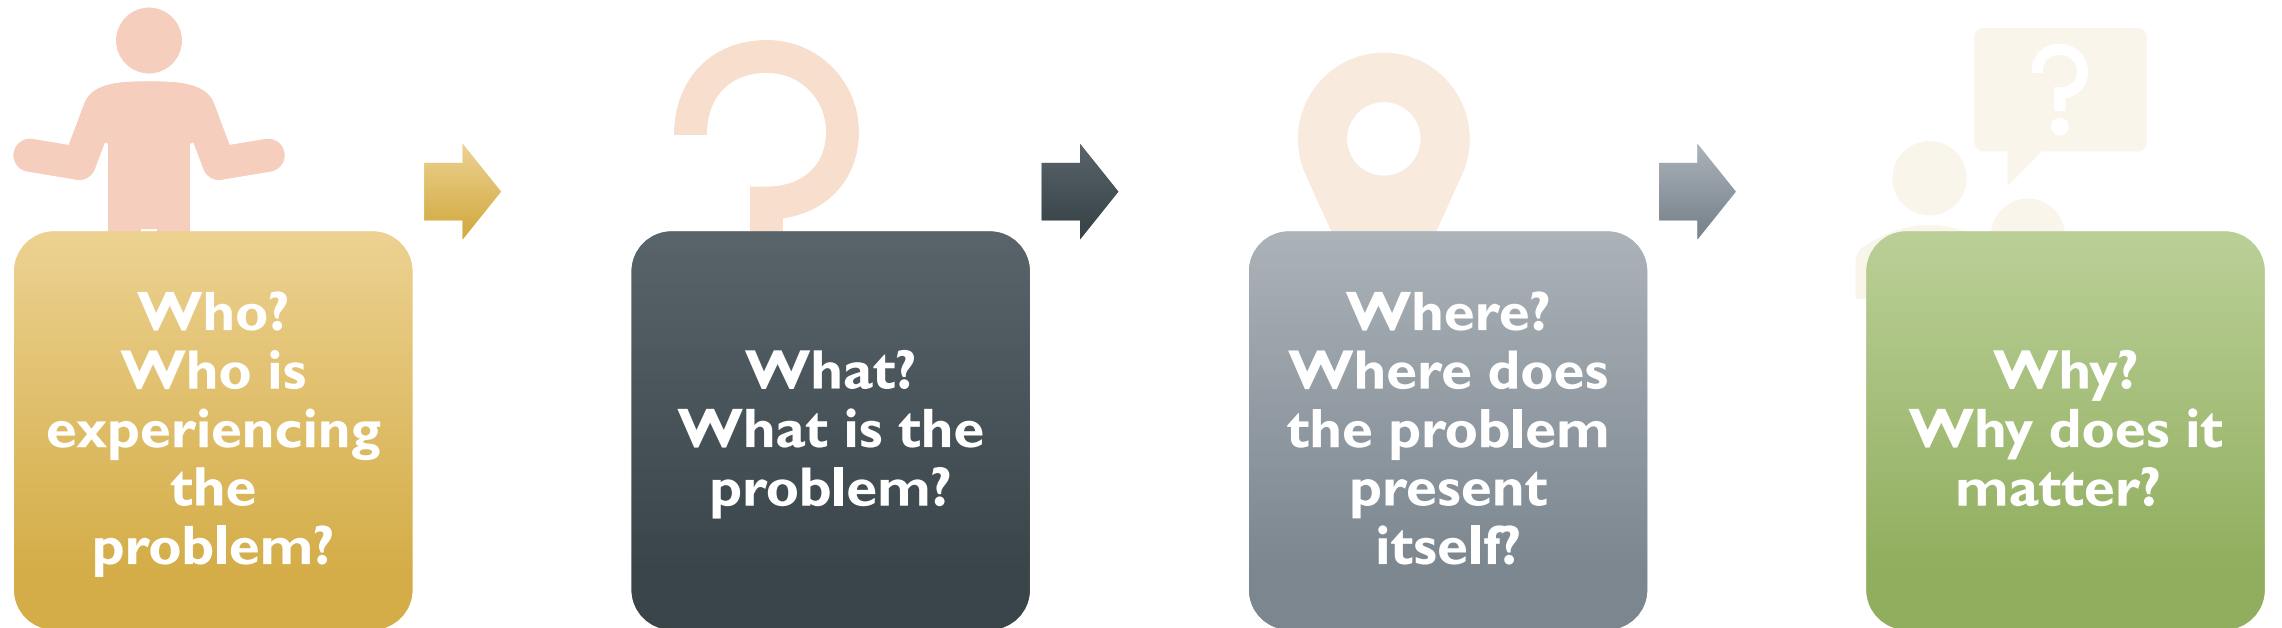 Who?
Who is
experiencing
the
problem?
What?
What is the
problem?
Where?
Where does
the problem
present
itself?
Why?
Why does it
matter?